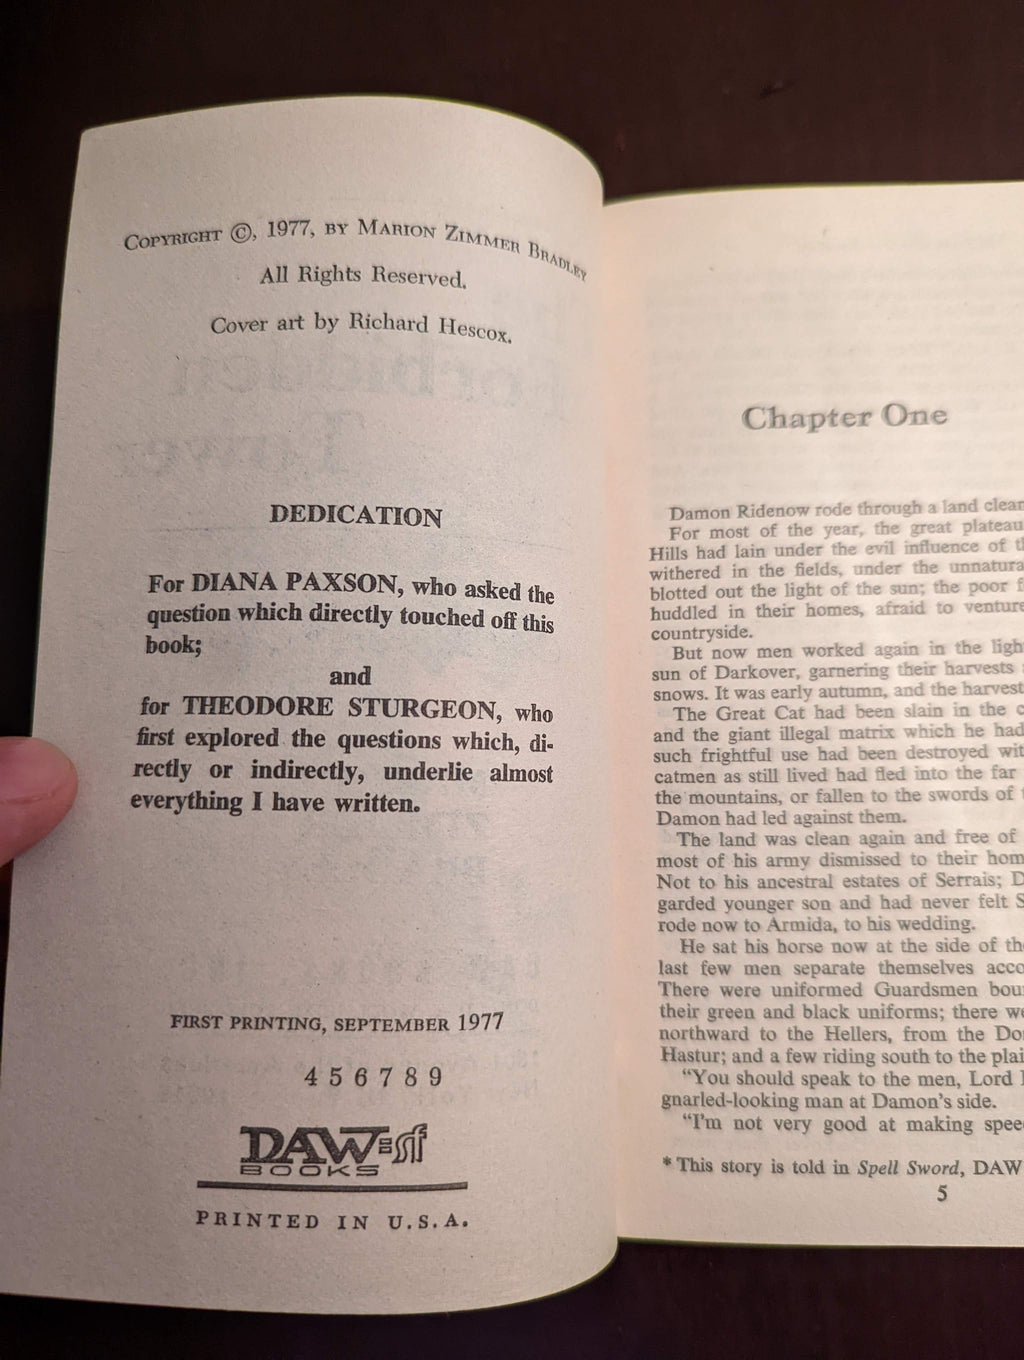 COPYRIGHT ©, 1977, BY MARION ZIMMER BRADLEY
All Rights Reserved.
Cover art by Richard Hescox.
DEDICATION
For DIANA PAXSON, who asked the
question which directly touched off this
book;
and
for THEODORE STURGEON, who
first explored the questions which, di-
rectly or indirectly, underlie almost
everything I have written.
FIRST PRINTING, SEPTEMBER 1977
4 5 6 7 8 9
DAW=sf
BOOKS
PRINTED IN U.S.A.
Chapter One
Damon Ridenow rode through a land
For most of the year, the great plateau
Hills had lain under the evil influence of
withered in the fields, under the
blotted out the light of the sun; the poor
huddled in their homes, afraid to venture
countryside.
But now men worked again in the
sun of Darkover, garnering their harvests
snows. It was early autumn, and the harvest
The Great Cat had been slain in the
and the giant illegal matrix which he had
such frightful use had been destroyed
catmen as still lived had fled into the far
the mountains, or fallen to the swords of
Damon had led against them.
The land was clean again and free of
most of his army dismissed to their
Not to his ancestral estates of Serrais;
garded younger son and had never felt
rode now to Armida, to his wedding.
He sat his horse now at the side of
last few men separate themselves
There were uniformed Guardsmen
their green and black uniforms; there
northward to the Hellers, from the
Hastur; and a few riding south to the
"You should speak to the men, Lord
gnarled-looking man at Damon's side.
"I'm not very good at making
* This story is told in Spell Sword, DAW
5